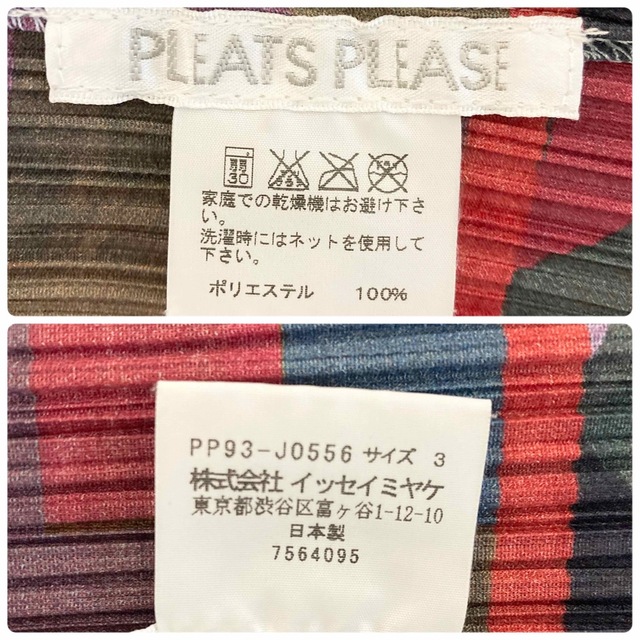 PLEATS PLEASE
弱
30
家庭での乾燥機はお避け下さ
い。
洗濯時にはネットを使用して
下さい。
ポリエステル 100%
PP93-J0556 サイズ 3
株式会社 イッセイミヤケ
東京都渋谷区富ヶ谷1-12-10
日本製
7564095